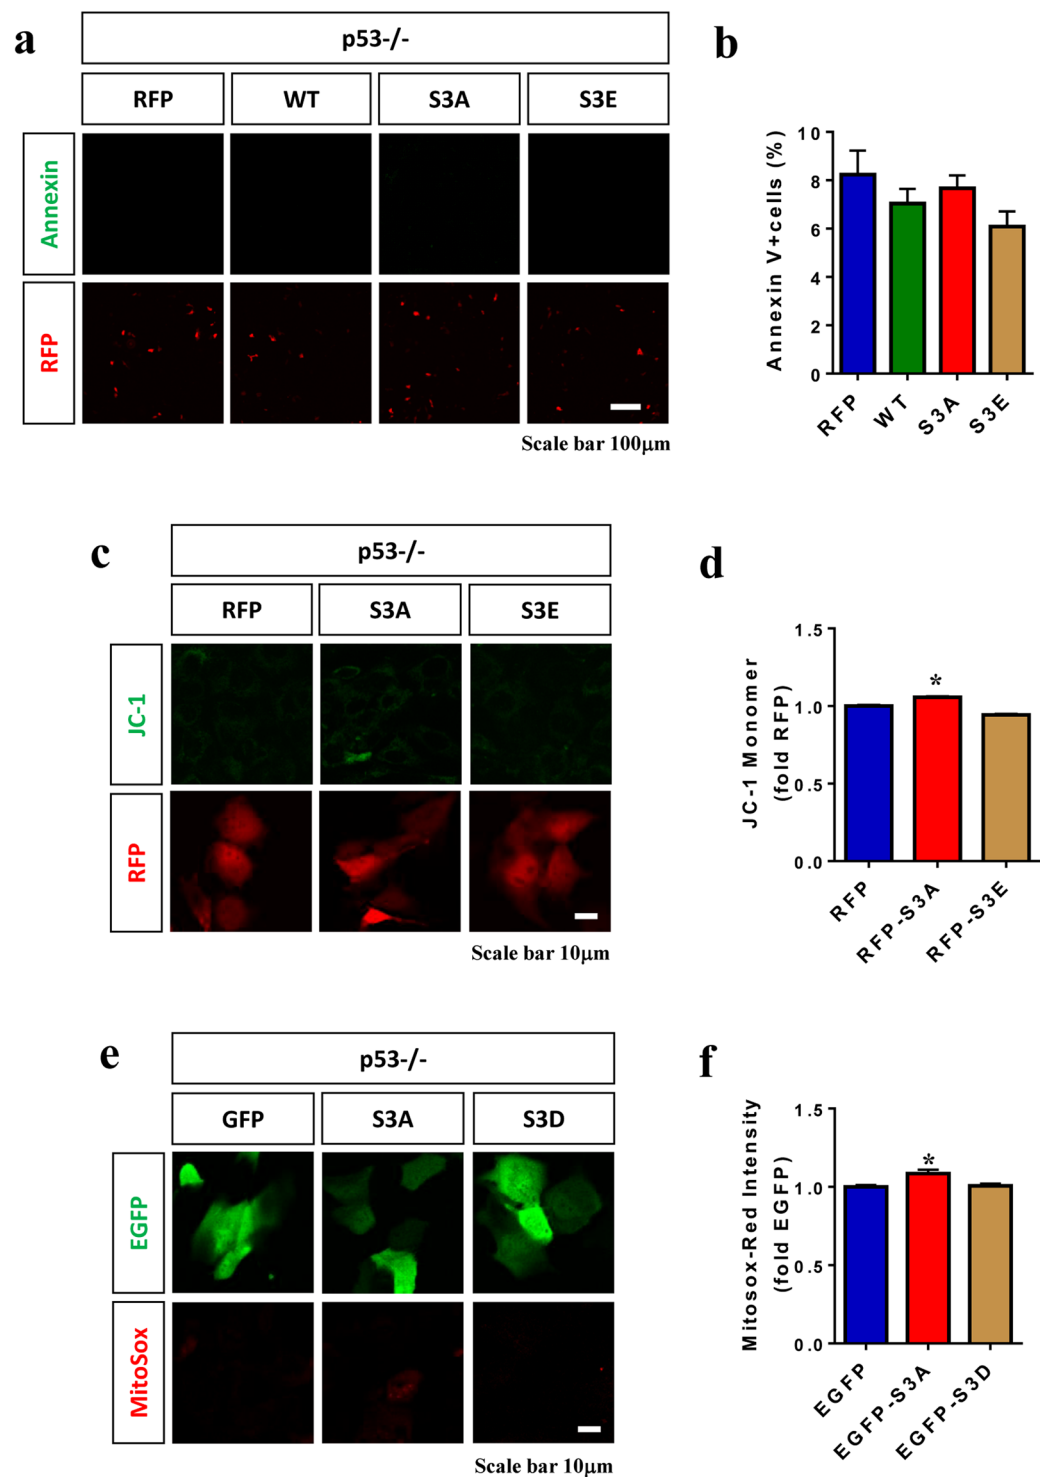 a
p53-/-
RFP WT S3A S3E
Annexin
RFP
Scale bar 100μm
b
Annexin V+cells (%)
10
8
6
4
2
0
RFP WT S3A S3E
c
p53-/-
RFP S3A S3E
JC-1
RFP
Scale bar 10μm
d
JC-1 Monomer
(fold RFP)
1.5
1.0
0.5
0.0
*
RFP RFP-S3A RFP-S3E
e
p53-/-
GFP S3A S3D
EGFP
MitoSox
Scale bar 10μm
f
Mitosox-Red Intensity
(fold EGFP)
1.5
1.0
0.5
0.0
*
EGFP EGFP-S3A EGFP-S3D